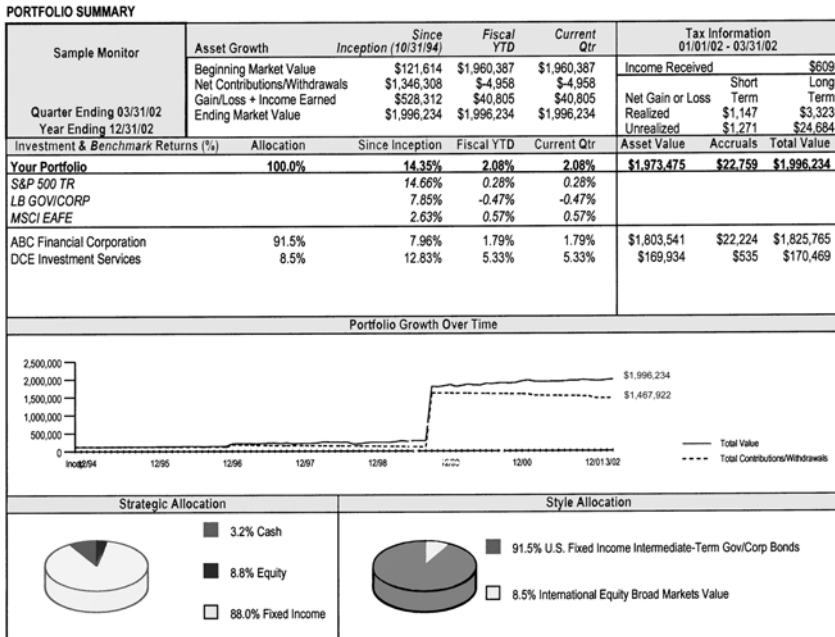 PORTFOLIO SUMMARY
Sample Monitor
Quarter Ending 03/31/02
Year Ending 12/31/02
Asset Growth Since Inception (10/31/94) Fiscal YTD Current Qtr
Beginning Market Value $121,614 $1,960,387 $1,960,387
Net Contributions/Withdrawals $1,346,308 $-4,958 $-4,958
Gain/Loss + Income Earned $528,312 $40,805 $40,805
Ending Market Value $1,996,234 $1,996,234 $1,996,234
Tax Information
01/01/02 - 03/31/02
Income Received $609
Short Long
Net Gain or Loss Term Term
Realized $1,147 $3,323
Unrealized $1,271 $24,684
Investment & Benchmark Returns (%) Allocation Since Inception Fiscal YTD Current Qtr Asset Value Accruals Total Value
Your Portfolio 100.0% 14.35% 2.08% 2.08% $1,973,475 $22,759 $1,996,234
S&P 500 TR 14.66% 0.28% 0.28%
LB GOV/CORP 7.85% -0.47% -0.47%
MSCI EAFE 2.63% 0.57% 0.57%
ABC Financial Corporation 91.5% 7.96% 1.79% 1.79% $1,803,541 $22,224 $1,825,765
DCE Investment Services 8.5% 12.83% 5.33% 5.33% $169,934 $535 $170,469
Portfolio Growth Over Time
2,500,000
2,000,000
1,500,000
1,000,000
500,000
0
$1,996,234
$1,467,922
12/94 12/95 12/96 12/97 12/98 12/00 12/01 3/02
Total Value
Total Contributions/Withdrawals
Strategic Allocation
3.2% Cash
8.8% Equity
88.0% Fixed Income
Style Allocation
91.5% U.S. Fixed Income Intermediate-Term Gov/Corp Bonds
8.5% International Equity Broad Markets Value